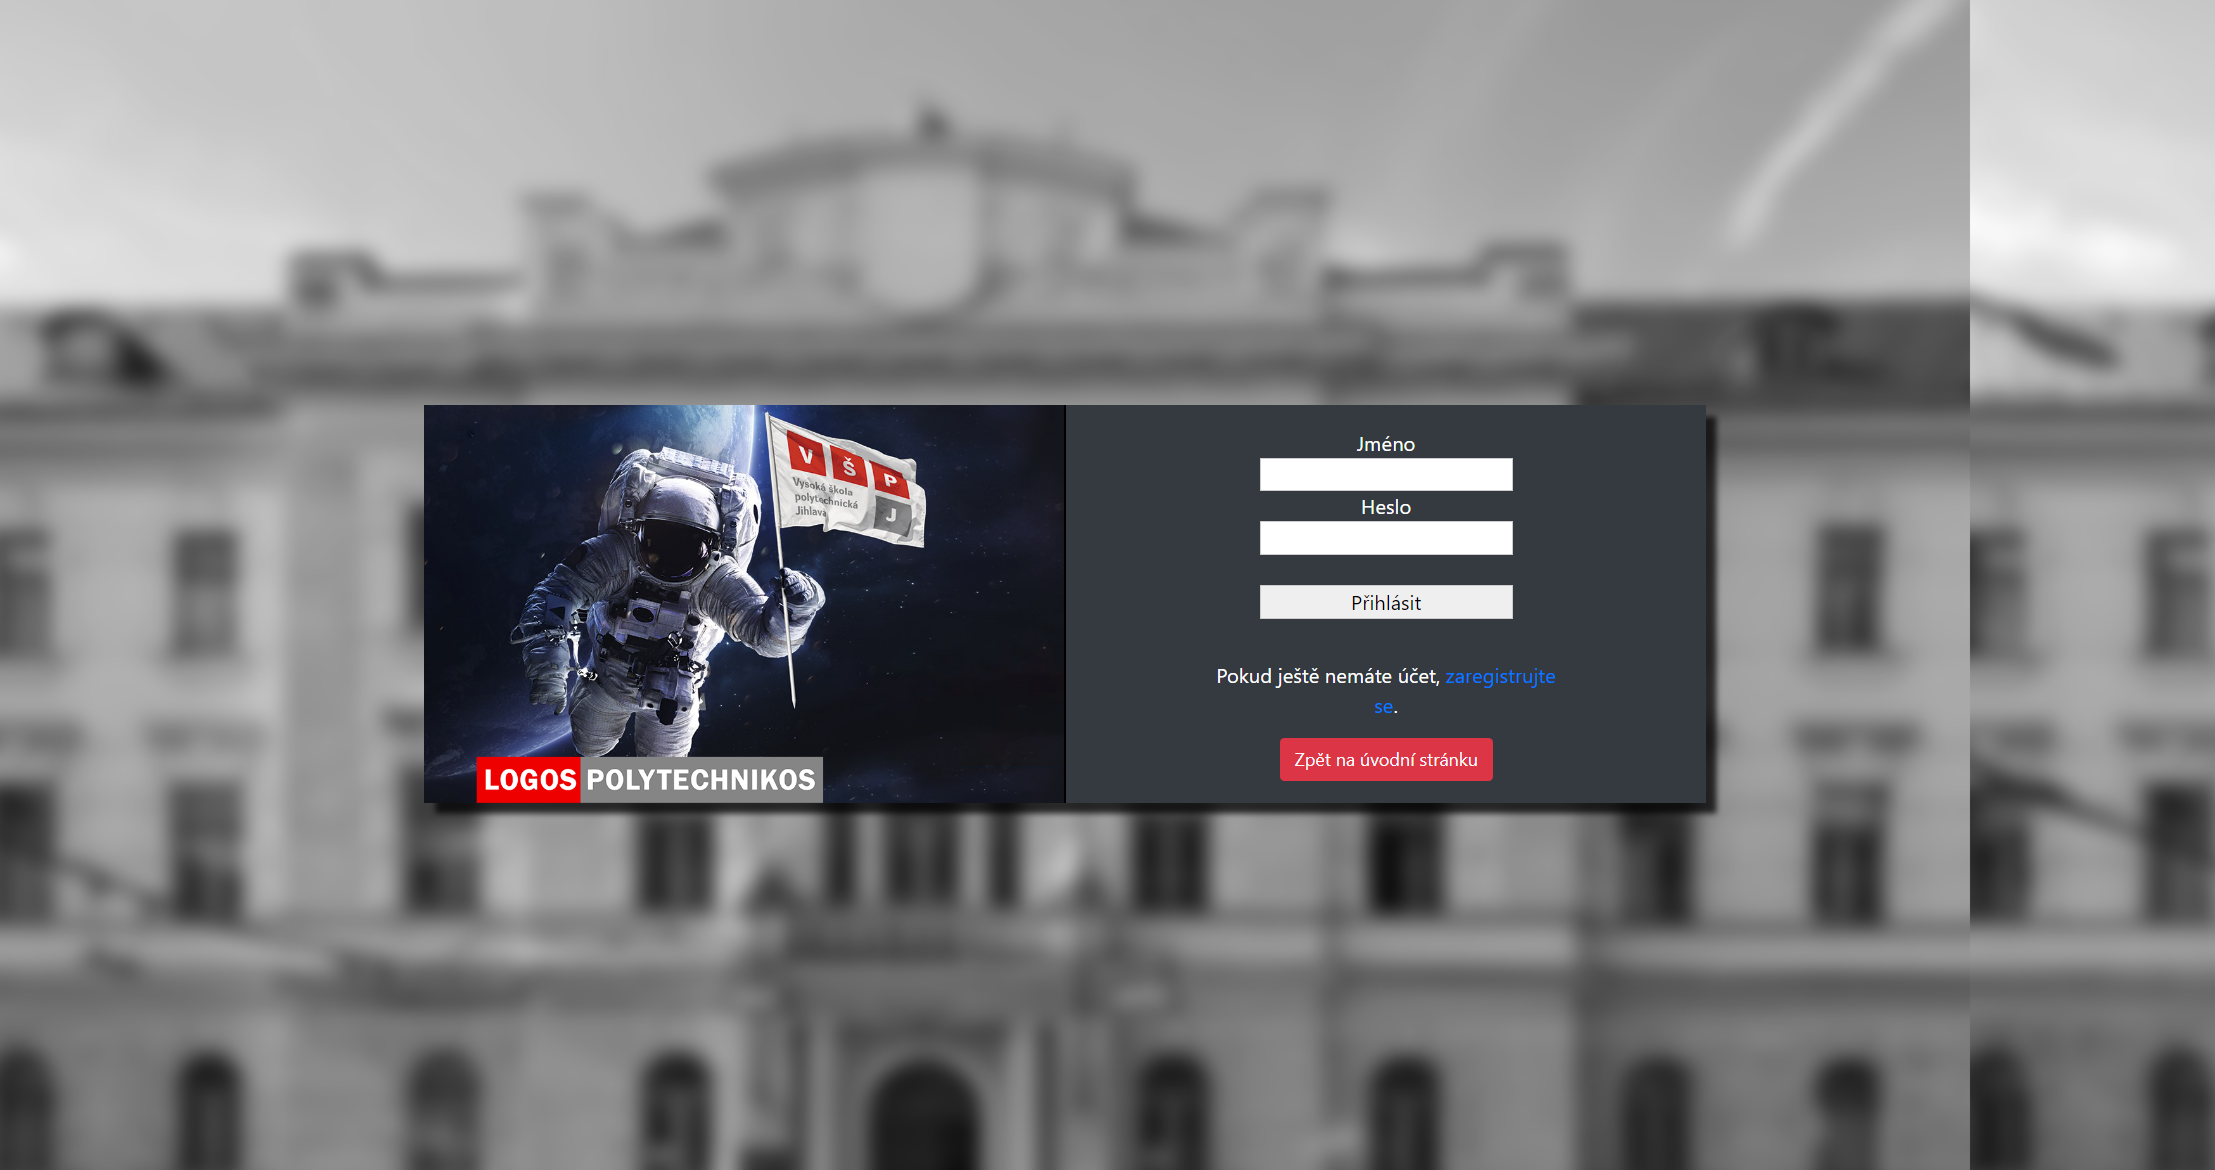 V Š P
J
Vysoká škola
polytechnická
Jihlava
LOGOS POLYTECHNIKOS
Jméno
Heslo
Přihlásit
Pokud ještě nemáte účet, zaregistrujte
se.
Zpět na úvodní stránku